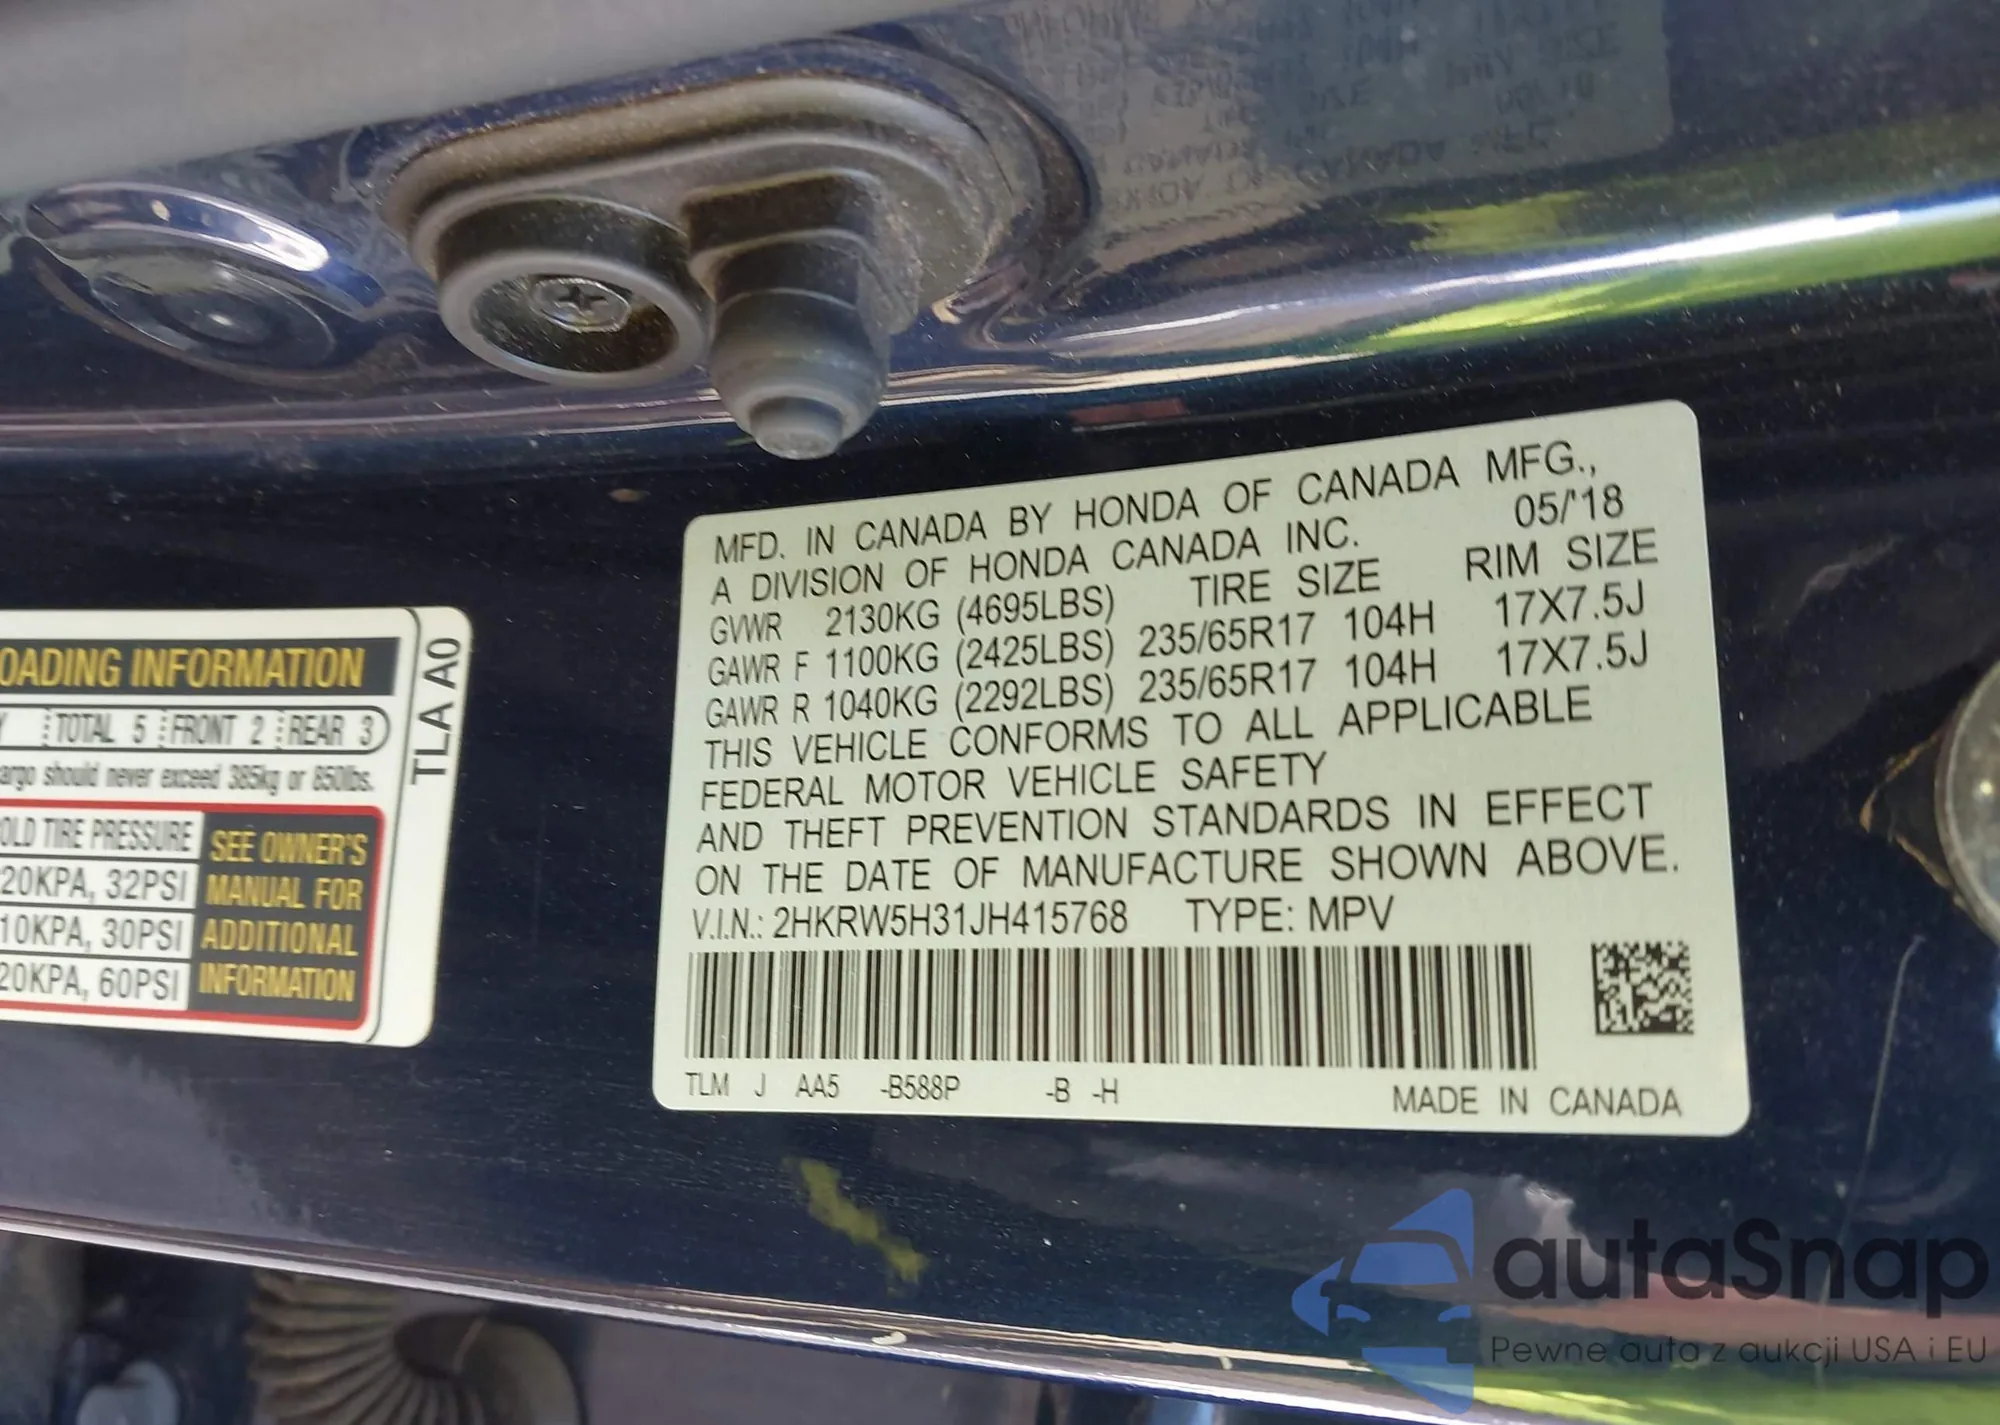 OADING INFORMATION
TOTAL 5 FRONT 2 REAR 3
argo should never exceed 385kg or 850lbs.
OLD TIRE PRESSURE
20KPA, 32PSI
10KPA, 30PSI
20KPA, 60PSI
SEE OWNER'S
MANUAL FOR
ADDITIONAL
INFORMATION
TLA A0
MFD. IN CANADA BY HONDA OF CANADA MFG.,
A DIVISION OF HONDA CANADA INC. 05/'18
GVWR 2130KG (4695LBS) TIRE SIZE RIM SIZE
GAWR F 1100KG (2425LBS) 235/65R17 104H 17X7.5J
GAWR R 1040KG (2292LBS) 235/65R17 104H 17X7.5J
THIS VEHICLE CONFORMS TO ALL APPLICABLE
FEDERAL MOTOR VEHICLE SAFETY
AND THEFT PREVENTION STANDARDS IN EFFECT
ON THE DATE OF MANUFACTURE SHOWN ABOVE.
V.I.N.: 2HKRW5H31JH415768 TYPE: MPV
TLM J AA5 -B588P -B -H MADE IN CANADA
autaSnap
Pewne auta z aukcji USA i EU